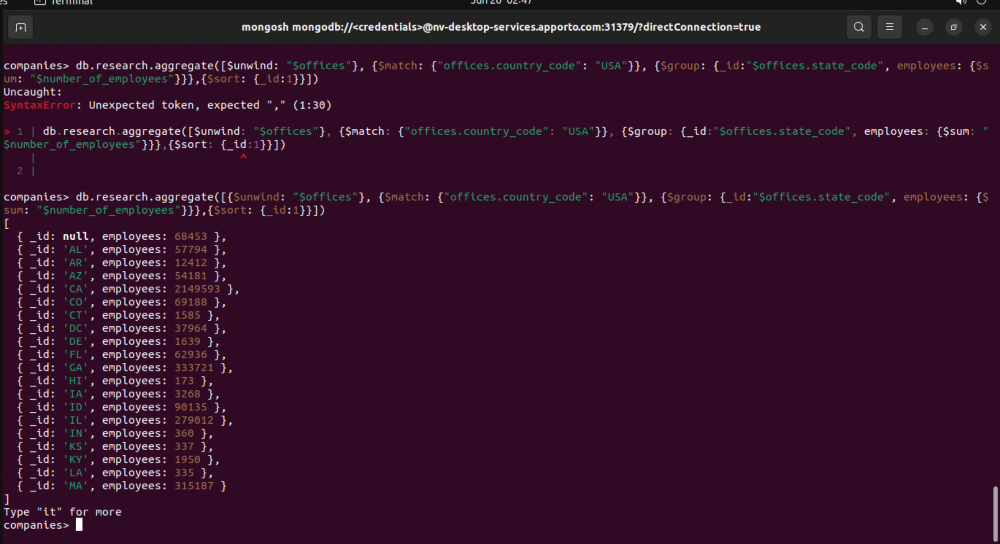 Terminal
Jun 26 02:47
mongosh mongodb://<credentials>@nv-desktop-services.apporto.com:31379/?directConnection=true
companies> db.research.aggregate([$unwind: "$offices"}, {$match: {"offices.country_code": "USA"}}, {$group: {_id:"$offices.state_code", employees: {$s
um: "$number_of_employees"}}},{$sort: {_id:1}}])
Uncaught:
SyntaxError: Unexpected token, expected "," (1:30)
> 1 | db.research.aggregate([$unwind: "$offices"}, {$match: {"offices.country_code": "USA"}}, {$group: {_id:"$offices.state_code", employees: {$sum: "
$number_of_employees"}}},{$sort: {_id:1}}])
| ^
2 |
companies> db.research.aggregate([{$unwind: "$offices"}, {$match: {"offices.country_code": "USA"}}, {$group: {_id:"$offices.state_code", employees: {$
sum: "$number_of_employees"}}},{$sort: {_id:1}}])
[
{ _id: null, employees: 68453 },
{ _id: 'AL', employees: 57794 },
{ _id: 'AR', employees: 12412 },
{ _id: 'AZ', employees: 54181 },
{ _id: 'CA', employees: 2149593 },
{ _id: 'CO', employees: 69188 },
{ _id: 'CT', employees: 1585 },
{ _id: 'DC', employees: 37964 },
{ _id: 'DE', employees: 1639 },
{ _id: 'FL', employees: 62936 },
{ _id: 'GA', employees: 333721 },
{ _id: 'HI', employees: 173 },
{ _id: 'IA', employees: 3268 },
{ _id: 'ID', employees: 90135 },
{ _id: 'IL', employees: 279012 },
{ _id: 'IN', employees: 360 },
{ _id: 'KS', employees: 337 },
{ _id: 'KY', employees: 1950 },
{ _id: 'LA', employees: 335 },
{ _id: 'MA', employees: 315187 }
]
Type "it" for more
companies>